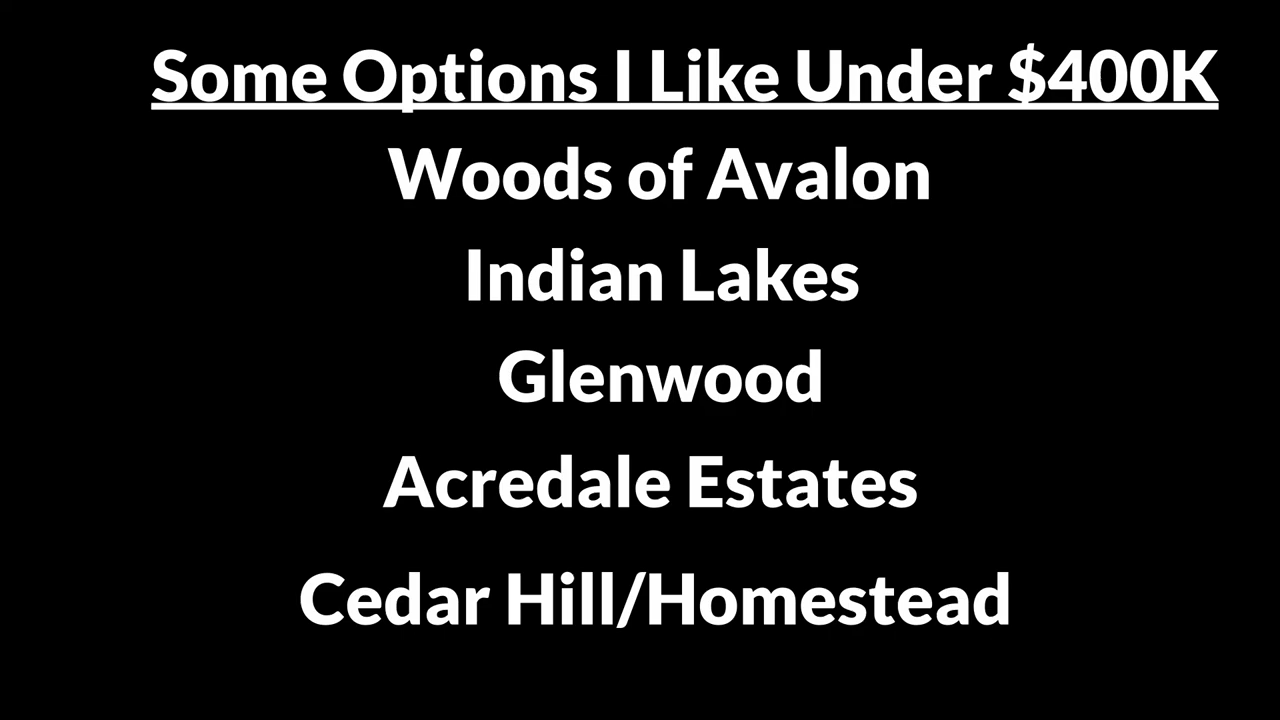 Some Options I Like Under $400K
Woods of Avalon
Indian Lakes
Glenwood
Acredale Estates
Cedar Hill/Homestead